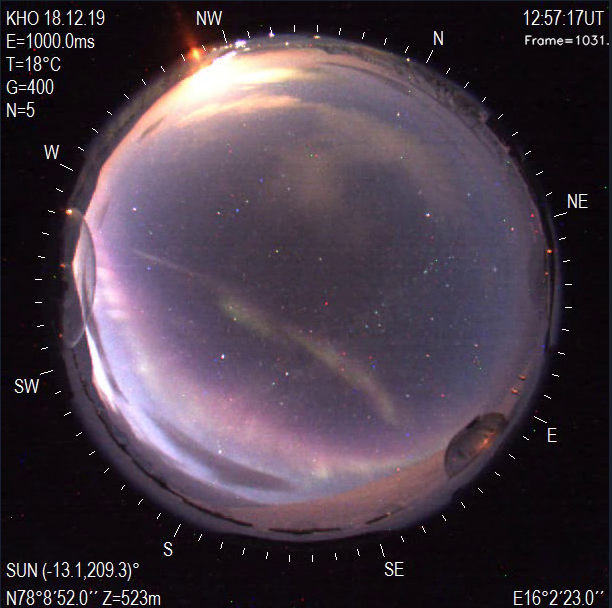 KHO 18.12.19
12:57:17UT
E=1000.0ms
Frame=1031.
T=18°C
G=400
N=5
NW
N
W
NE
SW
E
S
SE
SUN (-13.1,209.3)°
N78°8´52.0´´ Z=523m
E16°2´23.0´´